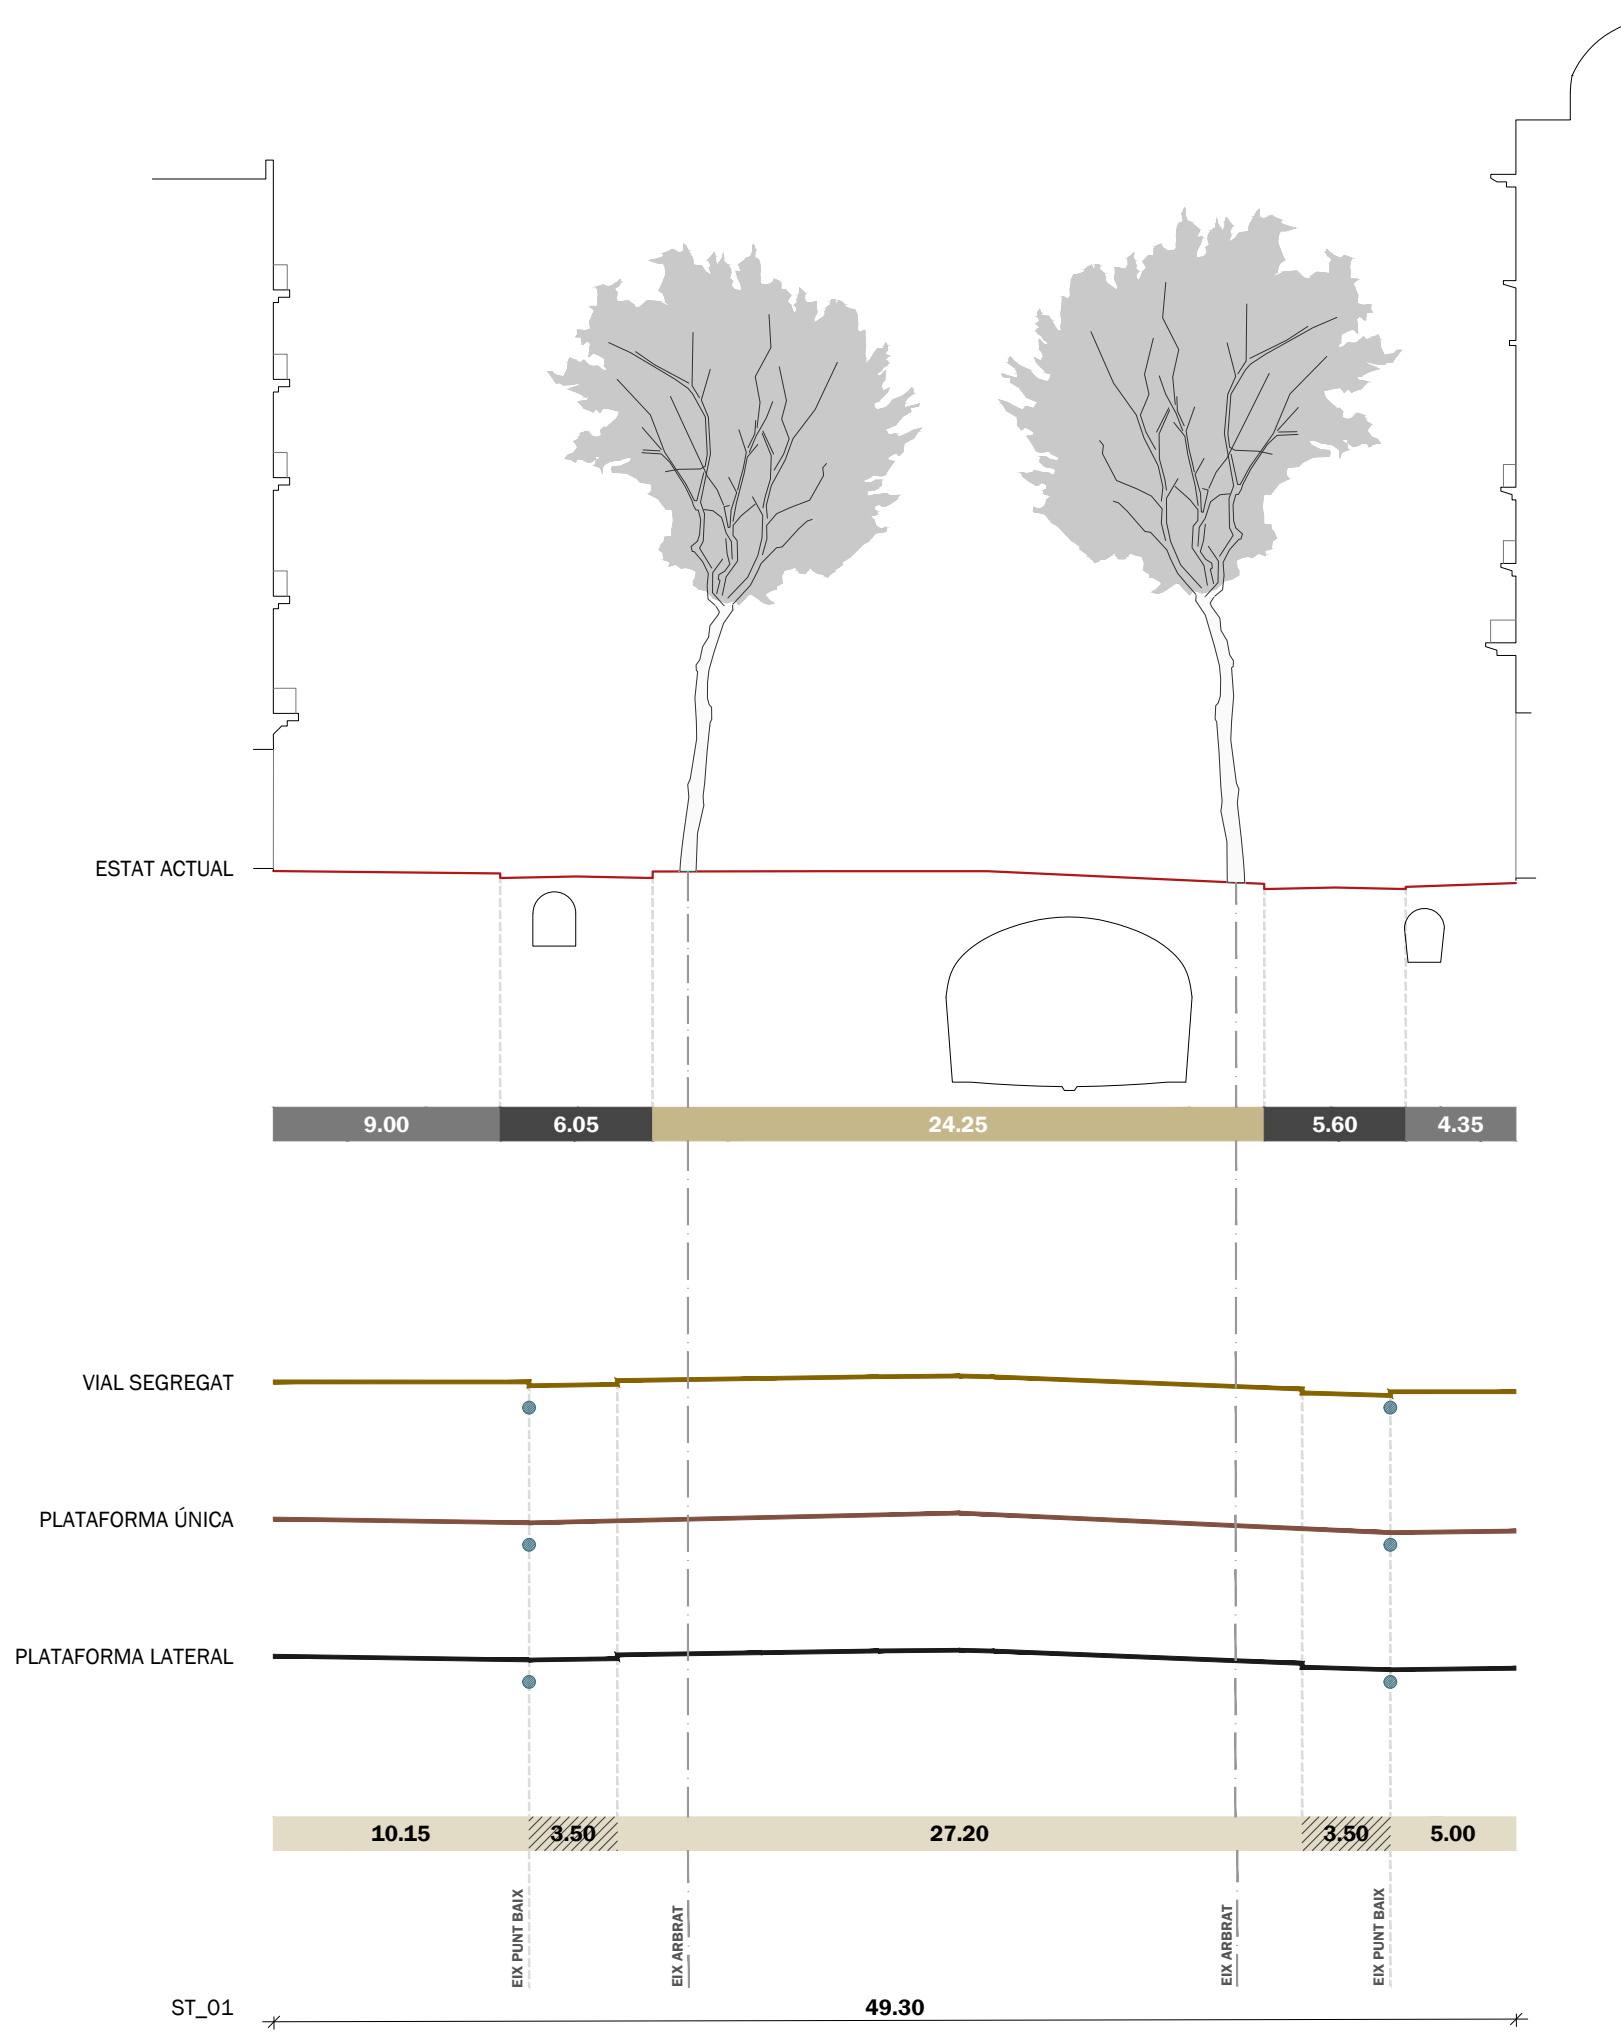 ESTAT ACTUAL
9.00 6.05 24.25 5.60 4.35
VIAL SEGREGAT
PLATAFORMA ÚNICA
PLATAFORMA LATERAL
10.15 3.50 27.20 3.50 5.00
EIX PUNT BAIX
EIX ARBRAT
EIX ARBRAT
EIX PUNT BAIX
ST_01 49.30